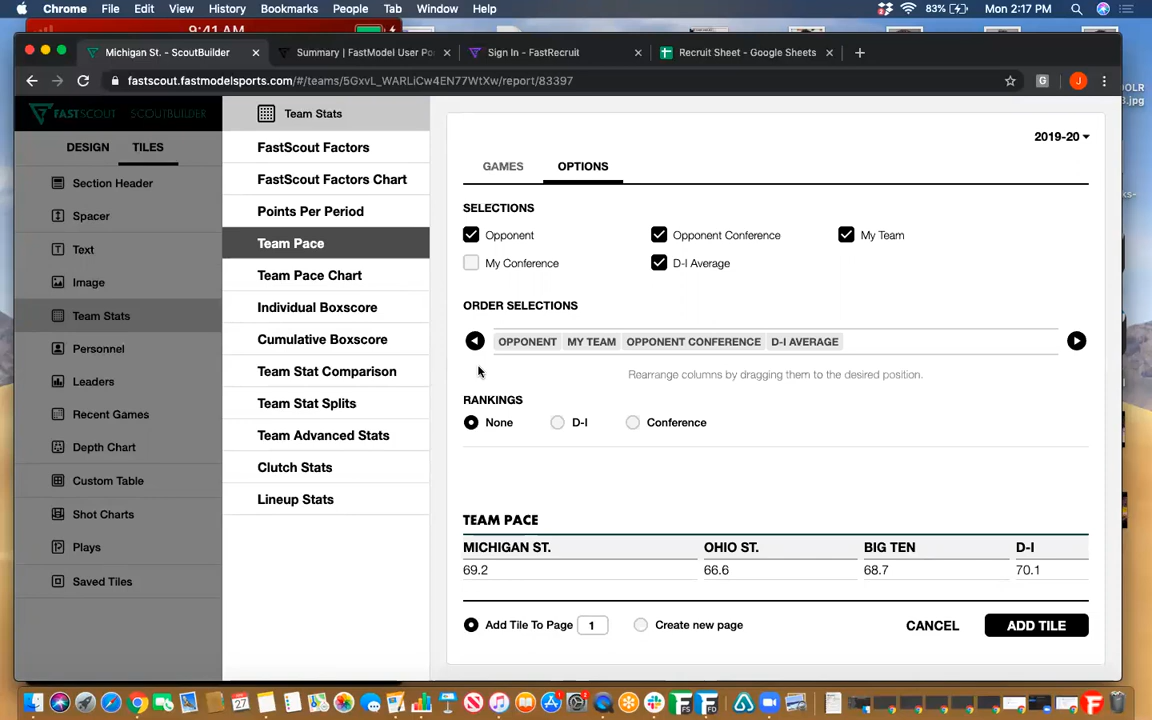 Chrome File Edit View History Bookmarks People Tab Window Help 83% Mon 2:17 PM
9:41 AM
Michigan St. - ScoutBuilder Summary | FastModel User Po Sign In - FastRecruit Recruit Sheet - Google Sheets
fastscout.fastmodelsports.com/#/teams/5GxvL_WARLiCw4EN77WtXw/report/83397 G J
FASTSCOUT SCOUTBUILDER
DESIGN TILES
Section Header
Spacer
Text
Image
Team Stats
Personnel
Leaders
Recent Games
Depth Chart
Custom Table
Shot Charts
Plays
Saved Tiles
Team Stats
FastScout Factors
FastScout Factors Chart
Points Per Period
Team Pace
Team Pace Chart
Individual Boxscore
Cumulative Boxscore
Team Stat Comparison
Team Stat Splits
Team Advanced Stats
Clutch Stats
Lineup Stats
2019-20
GAMES OPTIONS
SELECTIONS
Opponent Opponent Conference My Team
My Conference D-I Average
ORDER SELECTIONS
OPPONENT MY TEAM OPPONENT CONFERENCE D-I AVERAGE
Rearrange columns by dragging them to the desired position.
RANKINGS
None D-I Conference
TEAM PACE
MICHIGAN ST. OHIO ST. BIG TEN D-I
69.2 66.6 68.7 70.1
Add Tile To Page 1 Create new page CANCEL ADD TILE